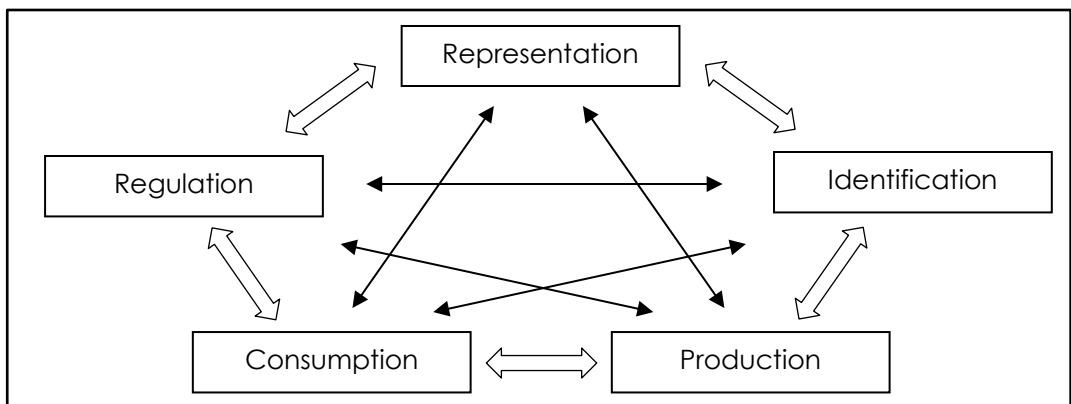 Representation
Regulation
Identification
Consumption
Production